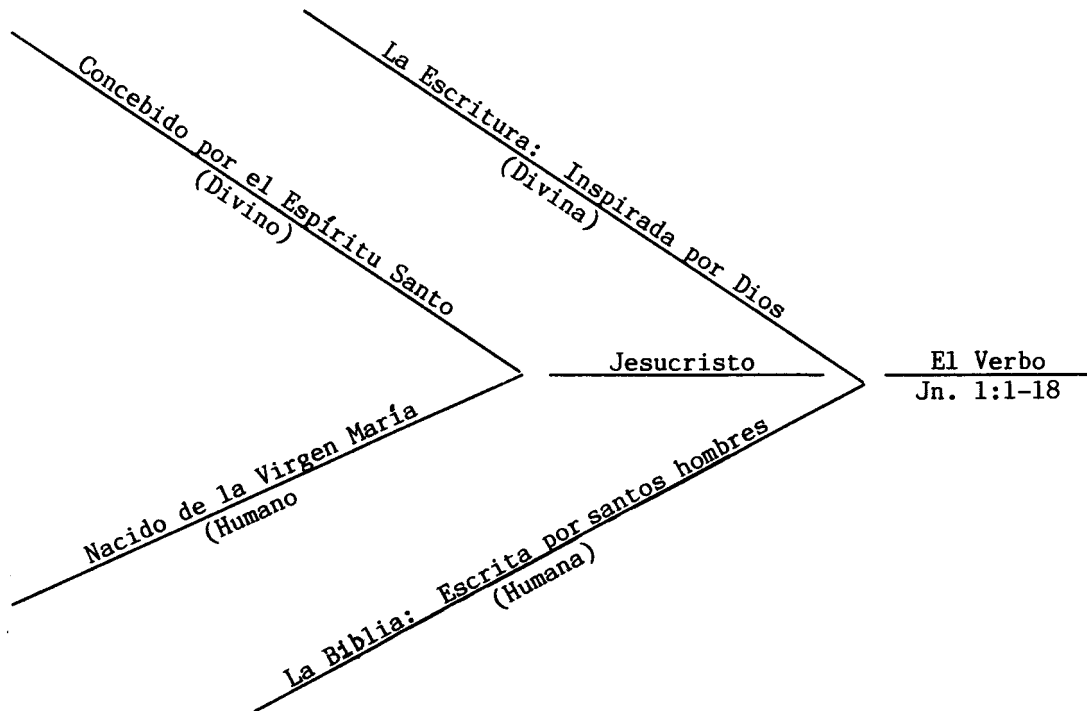 La Escritura: Inspirada por Dios
(Divina)
Concebido por el Espíritu Santo
(Divino)
Jesucristo
El Verbo
Jn. 1:1-18
Nacido de la Virgen María
(Humano
La Biblia: Escrita por santos hombres
(Humana)